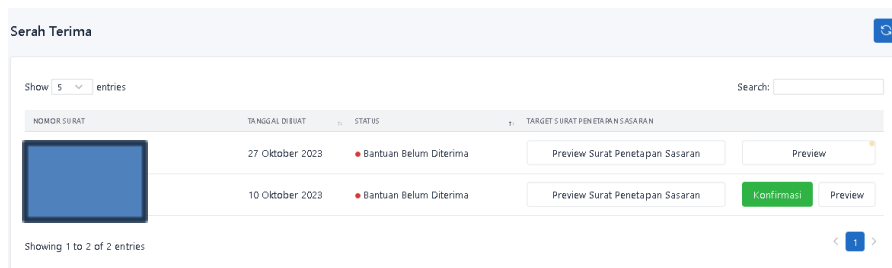 Serah Terima
Show 5 entries Search:
NOMOR SURAT TANGGAL DIBUAT STATUS TARGET SURAT PENETAPAN SASARAN
27 Oktober 2023 Bantuan Belum Diterima Preview Surat Penetapan Sasaran Preview
10 Oktober 2023 Bantuan Belum Diterima Preview Surat Penetapan Sasaran Konfirmasi Preview
Showing 1 to 2 of 2 entries 1